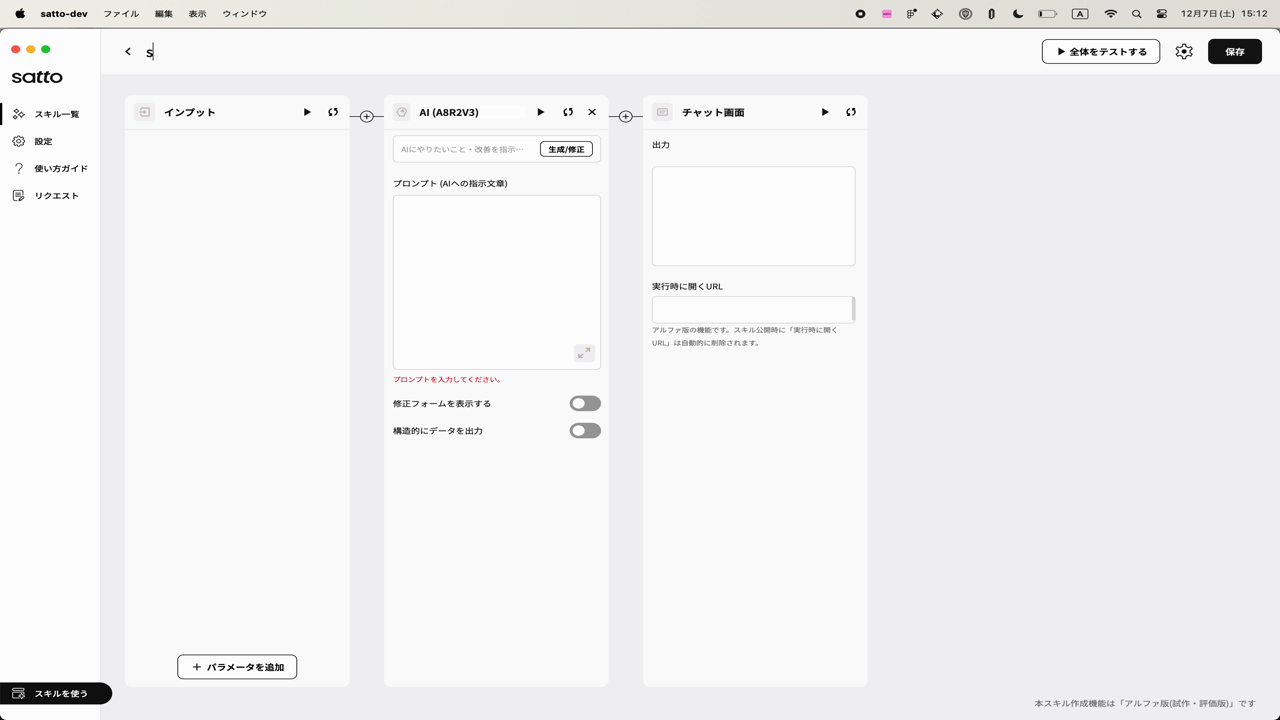 satto-dev ファイル 編集 表示 ウィンドウ
A 12月7日(土) 15:12
satto
スキル一覧
設定
使い方ガイド
リクエスト
スキルを使う
s
全体をテストする
保存
インプット
パラメータを追加
AI (A8R2V3)
AIにやりたいこと・改善を指示…
生成/修正
プロンプト (AIへの指示文章)
プロンプトを入力してください。
修正フォームを表示する
構造的にデータを出力
チャット画面
出力
実行時に開くURL
アルファ版の機能です。スキル公開時に「実行時に開く
URL」は自動的に削除されます。
本スキル作成機能は「アルファ版(試作・評価版)」です